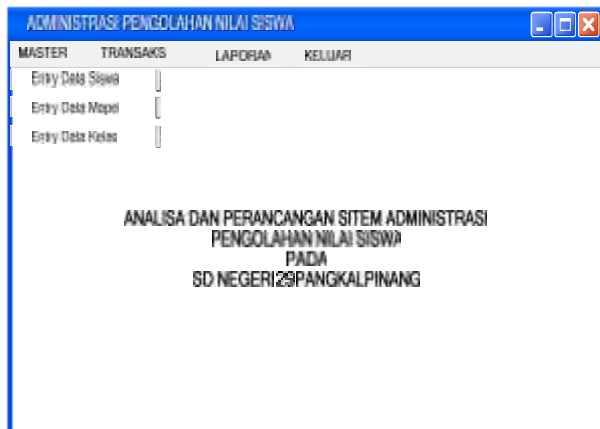 ADMINISTRASI PENGOLAHAN NILAI SISWA
MASTER TRANSAKS LAPORAN KELUAR
Entry Data Siswa
Entry Data Mapel
Entry Data Kelas
ANALISA DAN PERANCANGAN SITEM ADMINISTRASI
PENGOLAHAN NILAI SISWA
PADA
SD NEGERI 29 PANGKALPINANG